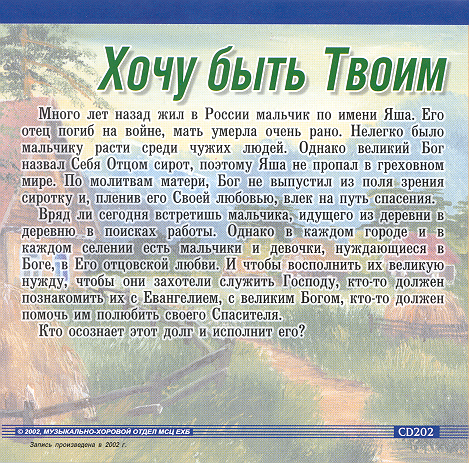 Хочу быть Твоим
Много лет назад жил в России мальчик по имени Яша. Его
отец погиб на войне, мать умерла очень рано. Нелегко было
мальчику расти среди чужих людей. Однако великий Бог
назвал Себя Отцом сирот, поэтому Яша не пропал в греховном
мире. По молитвам матери, Бог не выпустил из поля зрения
сиротку и, пленив его Своей любовью, влек на путь спасения.
Вряд ли сегодня встретишь мальчика, идущего из деревни в
деревню в поисках работы. Однако в каждом городе и в
каждом селении есть мальчики и девочки, нуждающиеся в
Боге, в Его отцовской любви. И чтобы восполнить их великую
нужду, чтобы они захотели служить Господу, кто-то должен
познакомить их с Евангелием, с великим Богом, кто-то должен
помочь им полюбить своего Спасителя.
Кто осознает этот долг и исполнит его?
© 2002, МУЗЫКАЛЬНО-ХОРОВОЙ ОТДЕЛ МСЦ ЕХБ
CD202
Запись произведена в 2002 г.